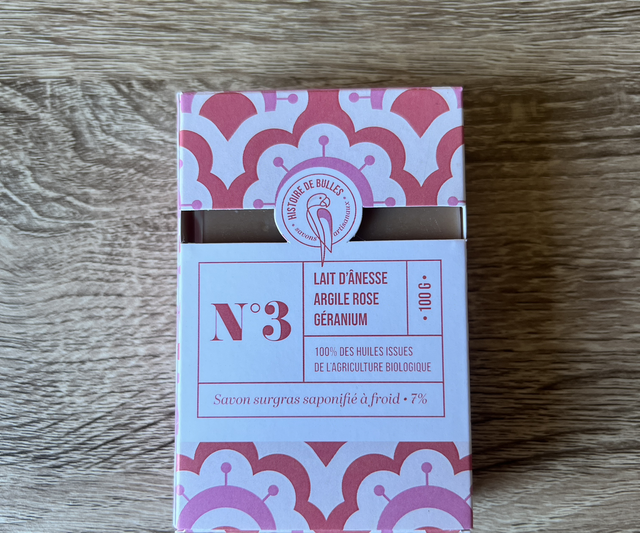 HISTOIRE DE BULLES
• savons artisanaux •
LAIT D'ÂNESSE
ARGILE ROSE
GÉRANIUM
• 100 G •
N°3
100% DES HUILES ISSUES
DE L'AGRICULTURE BIOLOGIQUE
Savon surgras saponifié à froid • 7%